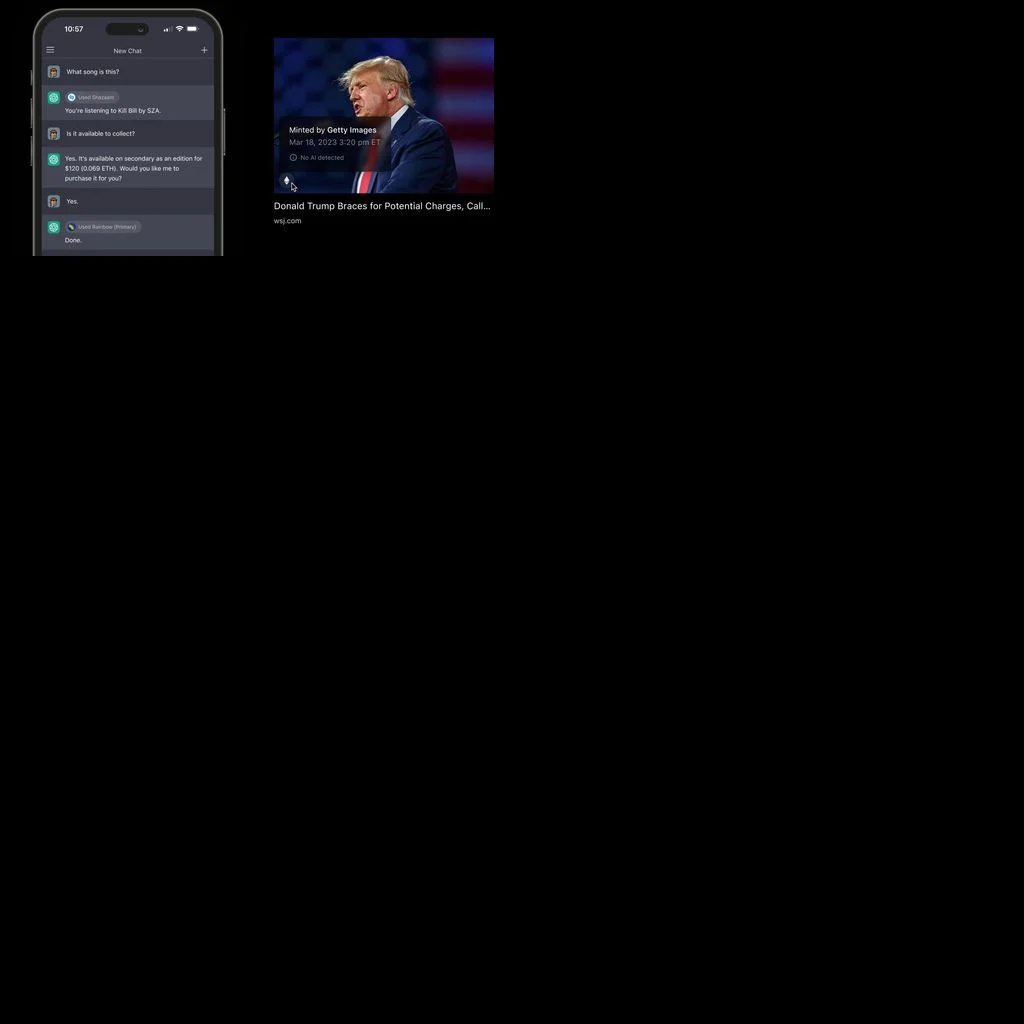 10:57
New Chat
What song is this?
Used Shazaam
You're listening to Kill Bill by SZA.
Is it available to collect?
Yes. It's available on secondary as an edition for
$120 (0.069 ETH). Would you like me to
purchase it for you?
Yes.
Used Rainbow (Primary)
Done.
Minted by Getty Images
Mar 18, 2023 3:20 pm ET
No AI detected
Donald Trump Braces for Potential Charges, Call...
wsj.com